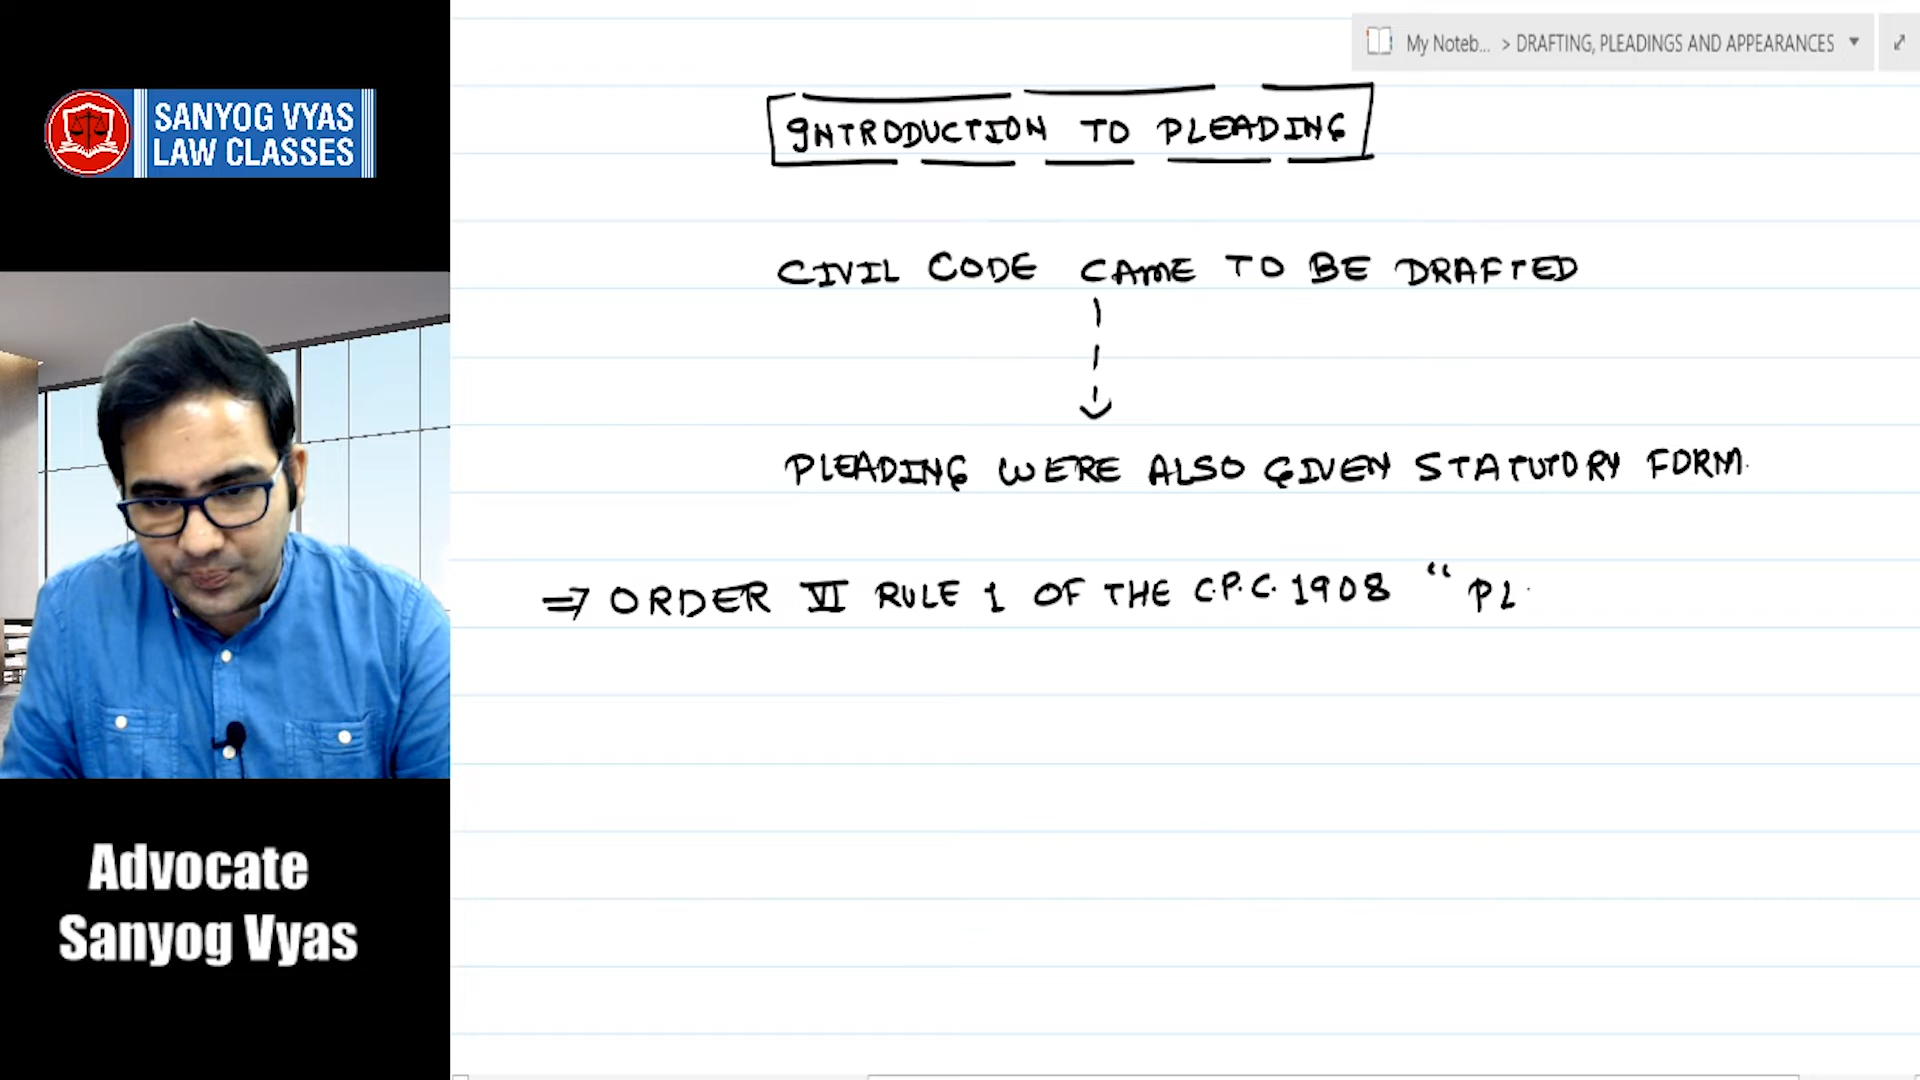 SANYOG VYAS
LAW CLASSES
Advocate
Sanyog Vyas
My Noteb... > DRAFTING, PLEADINGS AND APPEARANCES
INTRODUCTION TO PLEADING
CIVIL CODE CAME TO BE DRAFTED
PLEADING WERE ALSO GIVEN STATUTORY FORM.
⇒ ORDER VI RULE 1 OF THE C.P.C. 1908 “ PL